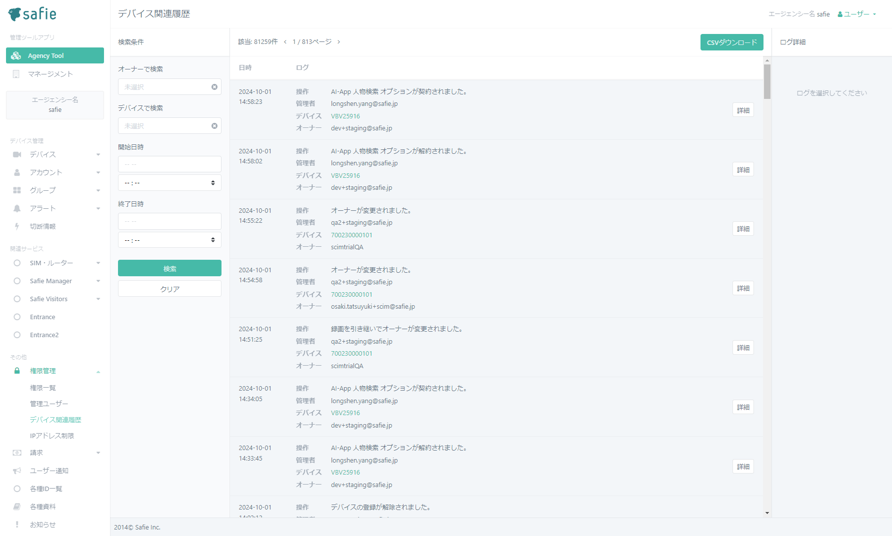 safie
管理ツールアプリ
Agency Tool
マネージメント
エージェンシー名
safie
デバイス管理
デバイス
アカウント
グループ
アラート
切断情報
関連サービス
SIM・ルーター
Safie Manager
Safie Visitors
Entrance
Entrance2
その他
権限管理
権限一覧
管理ユーザー
デバイス関連履歴
IPアドレス制限
請求
ユーザー通知
各種ID一覧
各種資料
お知らせ
デバイス関連履歴
エージェンシー名 safie
ユーザー
検索条件
オーナーで検索
未選択
デバイスで検索
未選択
開始日時
-- : --
終了日時
-- : --
検索
クリア
該当: 81259件 ‹ 1 / 813ページ ›
CSVダウンロード
日時 ログ
2024-10-01 14:58:23
操作 AI-App 人物検索 オプションが契約されました。
管理者 longshen.yang@safie.jp
デバイス VBV25916
オーナー dev+staging@safie.jp
詳細
2024-10-01 14:58:02
操作 AI-App 人物検索 オプションが解約されました。
管理者 longshen.yang@safie.jp
デバイス VBV25916
オーナー dev+staging@safie.jp
詳細
2024-10-01 14:55:22
操作 オーナーが変更されました。
管理者 qa2+staging@safie.jp
デバイス 700230000101
オーナー scimtrialQA
詳細
2024-10-01 14:54:58
操作 オーナーが変更されました。
管理者 qa2+staging@safie.jp
デバイス 700230000101
オーナー osaki.tatsuyuki+scim@safie.jp
詳細
2024-10-01 14:51:25
操作 録画を引き継いでオーナーが変更されました。
管理者 qa2+staging@safie.jp
デバイス 700230000101
オーナー scimtrialQA
詳細
2024-10-01 14:34:05
操作 AI-App 人物検索 オプションが契約されました。
管理者 longshen.yang@safie.jp
デバイス VBV25916
オーナー dev+staging@safie.jp
詳細
2024-10-01 14:33:45
操作 AI-App 人物検索 オプションが解約されました。
管理者 longshen.yang@safie.jp
デバイス VBV25916
オーナー dev+staging@safie.jp
詳細
2024-10-01
操作 デバイスの登録が解除されました。
ログ詳細
ログを選択してください
2014© Safie Inc.